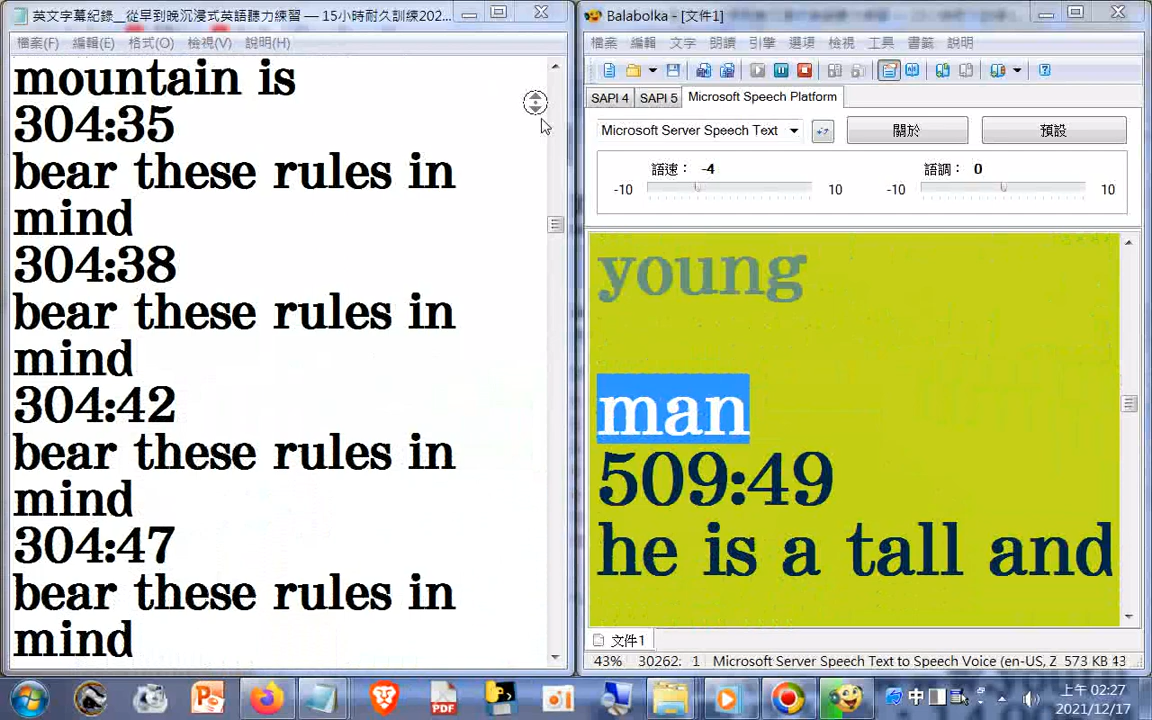 英文字幕紀錄__從早到晚沉浸式英語聽力練習 — 15小時耐久訓練202...
檔案(F) 編輯(E) 格式(O) 檢視(V) 說明(H)
mountain is
304:35
bear these rules in
mind
304:38
bear these rules in
mind
304:42
bear these rules in
mind
304:47
bear these rules in
mind
Balabolka - [文件1]
檔案 編輯 文字 朗讀 引擎 選項 檢視 工具 書籤 說明
SAPI 4 SAPI 5 Microsoft Speech Platform
Microsoft Server Speech Text 關於 預設
語速： -4 語調： 0
-10 10 -10 10
young
man
509:49
he is a tall and
文件1
43% 30262: 1 Microsoft Server Speech Text to Speech Voice (en-US, Z 573 KB 43
中
上午 02:27
2021/12/17